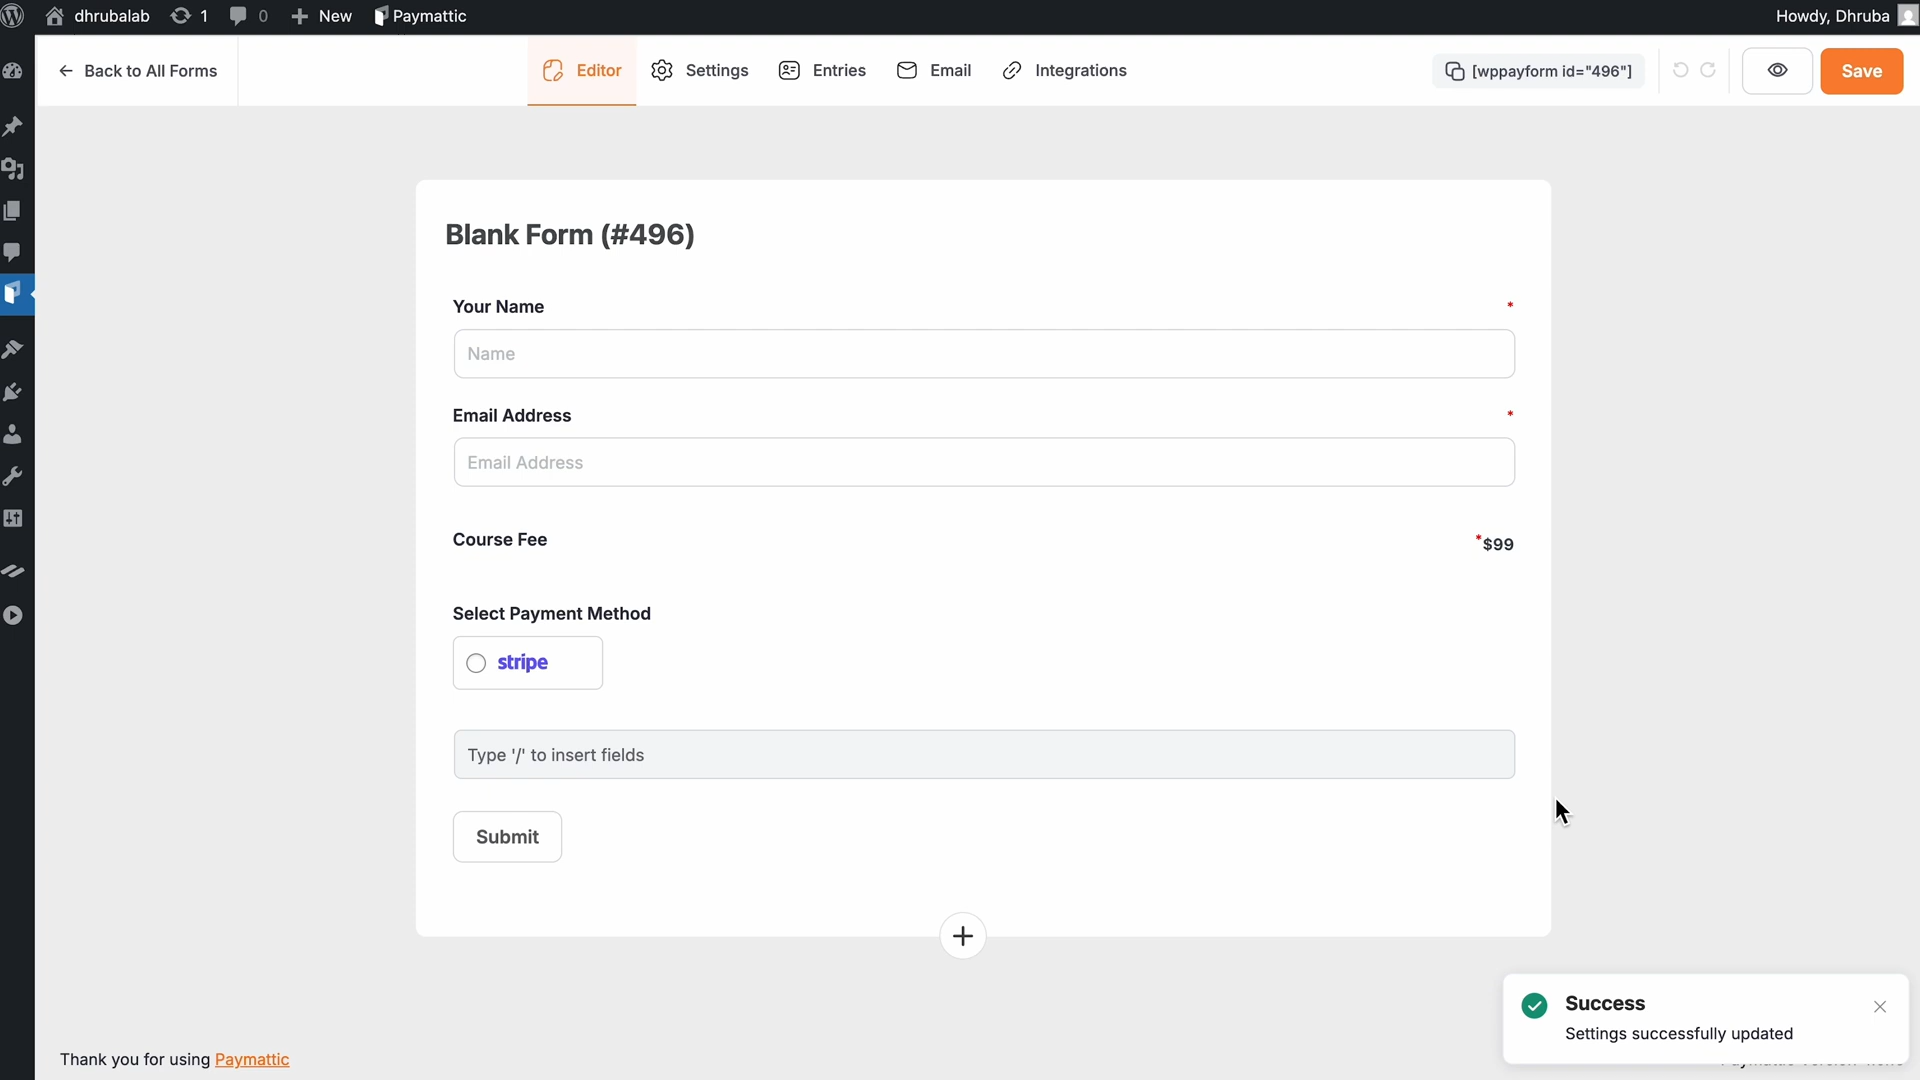 dhrubalab 1 0 New Paymattic Howdy, Dhruba
Back to All Forms Editor Settings Entries Email Integrations [wppayform id="496"] Save
Blank Form (#496)
Your Name *
Name
Email Address *
Email Address
Course Fee *$99
Select Payment Method
stripe
Type '/' to insert fields
Submit
Success
Settings successfully updated
Thank you for using Paymattic